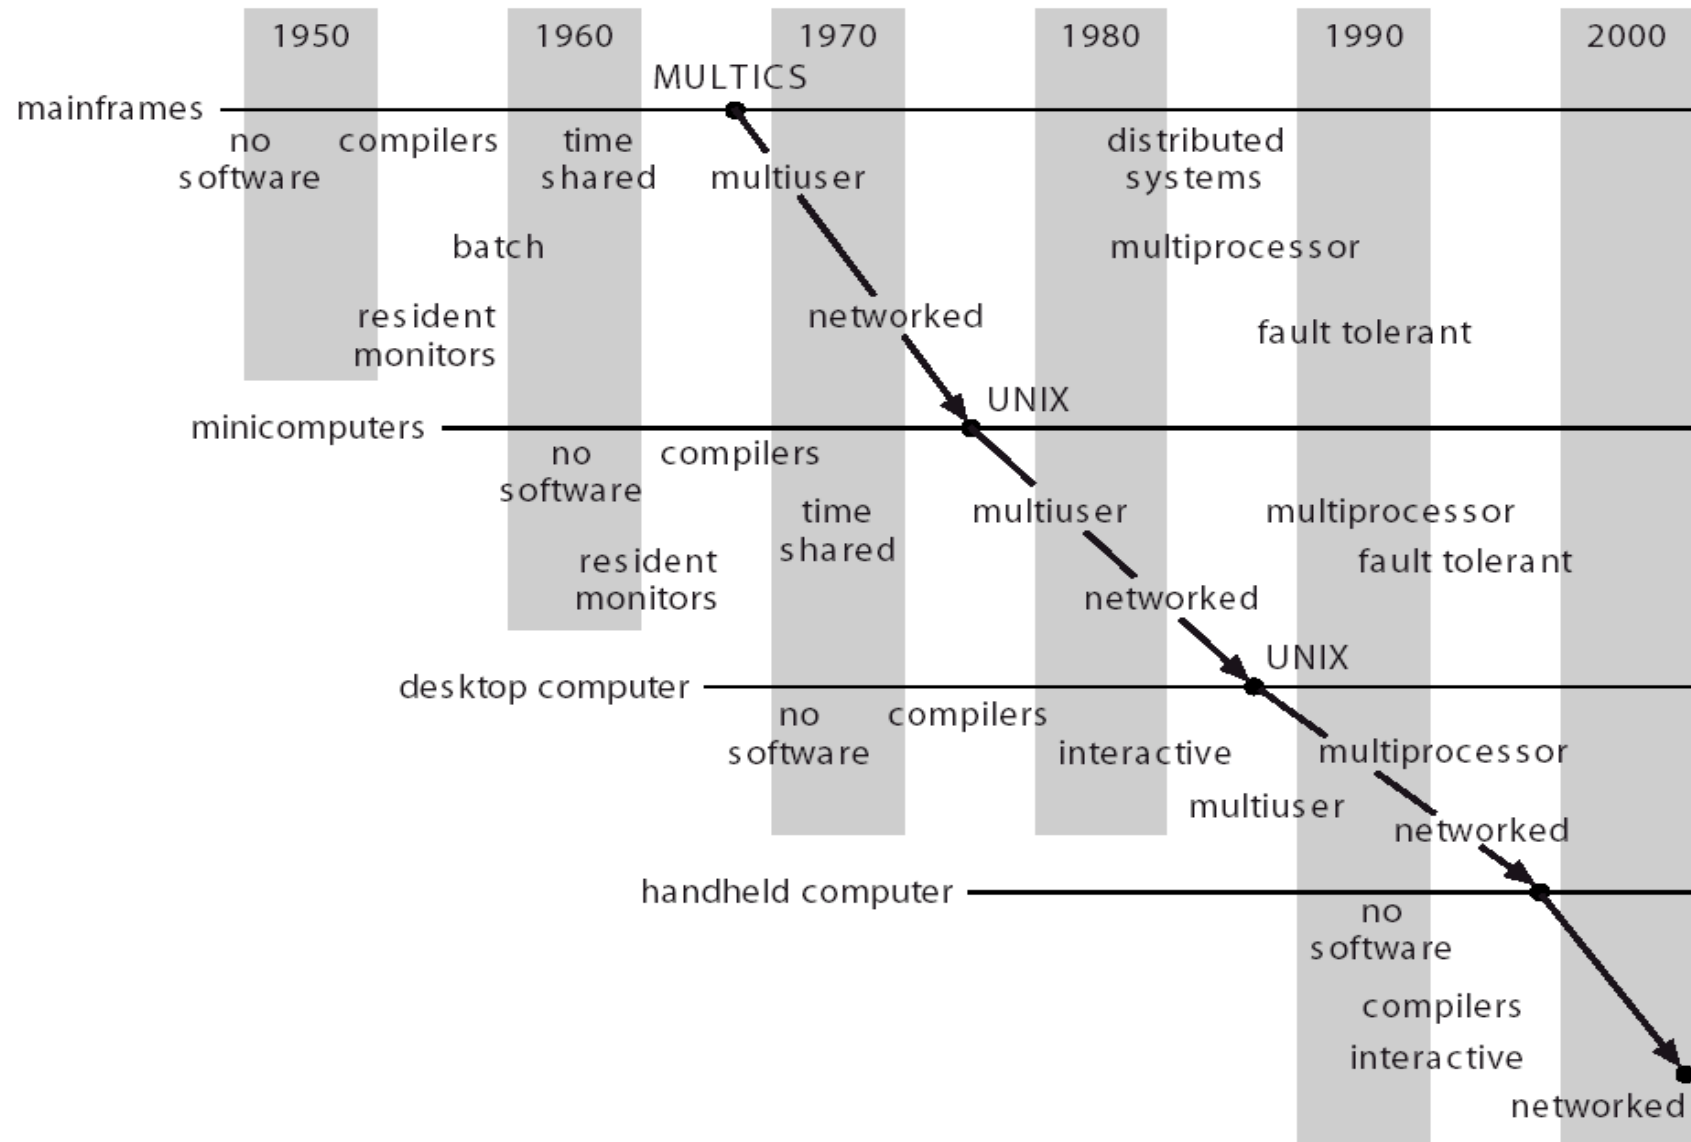 1950 1960 1970 1980 1990 2000
MULTICS
mainframes
no compilers time distributed
software shared multiuser systems
batch multiprocessor
resident networked fault tolerant
monitors
UNIX
minicomputers
no compilers
software
time multiuser multiprocessor
shared
resident fault tolerant
monitors networked
UNIX
desktop computer
no compilers
software interactive multiprocessor
multiuser
networked
handheld computer
no
software
compilers
interactive
networked